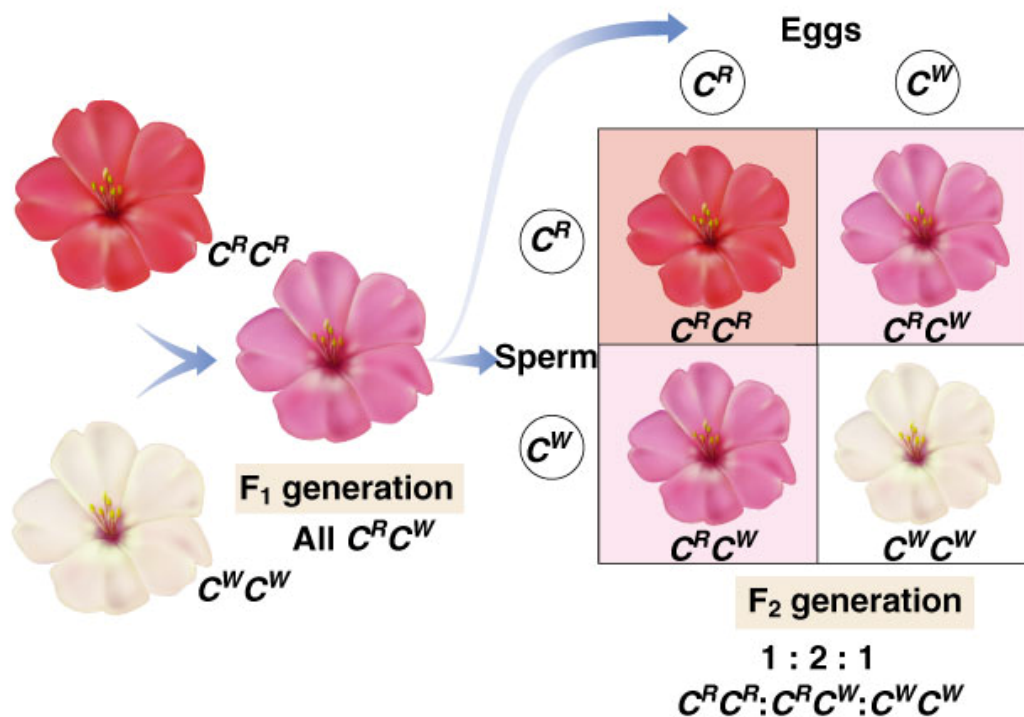 Eggs
C^R C^W
C^R C^R
C^R
C^R C^R
C^R C^W
Sperm
C^W
F₁ generation
All C^R C^W
C^W C^W
C^R C^W
C^W C^W
F₂ generation
1 : 2 : 1
C^R C^R:C^R C^W:C^W C^W